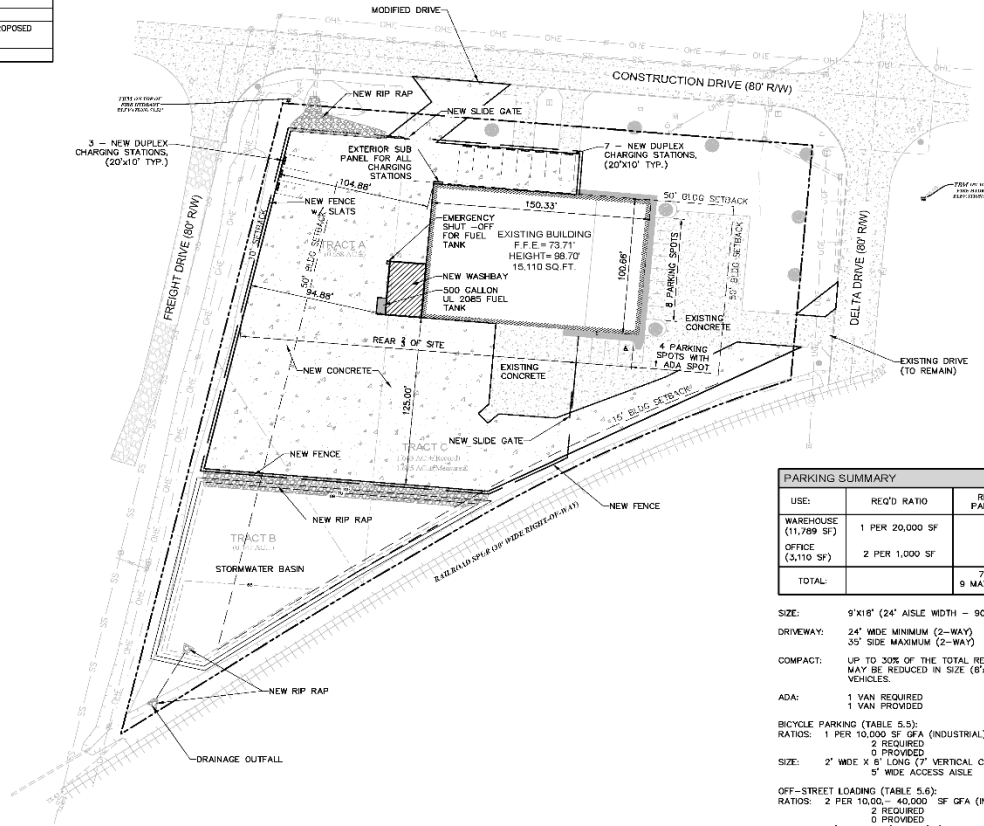 ROPOSED
MODIFIED DRIVE
CONSTRUCTION DRIVE (80' R/W)
NEW RIP RAP
NEW SLIDE GATE
3 - NEW DUPLEX
CHARGING STATIONS,
(20'x10' TYP.)
EXTERIOR SUB
PANEL FOR ALL
CHARGING
STATIONS
7 - NEW DUPLEX
CHARGING STATIONS,
(20'X10' TYP.)
104.88'
NEW FENCE
W/ SLATS
150.33'
50' BLDG SETBACK
EMERGENCY
SHUT -OFF
FOR FUEL
TANK
EXISTING BUILDING
F.F.E.= 73.71'
HEIGHT= 98.70'
15,110 SQ.FT.
100.66'
8 PARKING SPOTS
50' BLDG SETBACK
FREIGHT DRIVE (80' R/W)
10' SETBACK
50' BLDG SETBACK
TRACT A
NEW WASHBAY
500 GALLON
UL 2085 FUEL
TANK
94.88'
DELTA DRIVE (80' R/W)
EXISTING
CONCRETE
REAR 2/3 OF SITE
4 PARKING
SPOTS WITH
1 ADA SPOT
EXISTING DRIVE
(TO REMAIN)
NEW CONCRETE
EXISTING
CONCRETE
125.00'
15' BLDG SETBACK
NEW SLIDE GATE
TRACT C
NEW FENCE
NEW FENCE
NEW RIP RAP
RAILROAD SPUR (30' WIDE RIGHT-OF-WAY)
TRACT B
STORMWATER BASIN
NEW RIP RAP
DRAINAGE OUTFALL
PARKING SUMMARY
USE: REQ'D RATIO
WAREHOUSE
(11,789 SF) 1 PER 20,000 SF
OFFICE
(3,110 SF) 2 PER 1,000 SF
TOTAL: 7
9 MA
SIZE: 9'X18' (24' AISLE WIDTH - 90
DRIVEWAY: 24' WIDE MINIMUM (2-WAY)
35' SIDE MAXIMUM (2-WAY)
COMPACT: UP TO 30% OF THE TOTAL RE
MAY BE REDUCED IN SIZE (8'
VEHICLES.
ADA: 1 VAN REQUIRED
1 VAN PROVIDED
BICYCLE PARKING (TABLE 5.5):
RATIOS: 1 PER 10,000 SF GFA (INDUSTRIAL)
2 REQUIRED
0 PROVIDED
SIZE: 2' WIDE X 6' LONG (7' VERTICAL C
5' WIDE ACCESS AISLE
OFF-STREET LOADING (TABLE 5.6):
RATIOS: 2 PER 10,00,- 40,000 SF GFA (IN
2 REQUIRED
0 PROVIDED